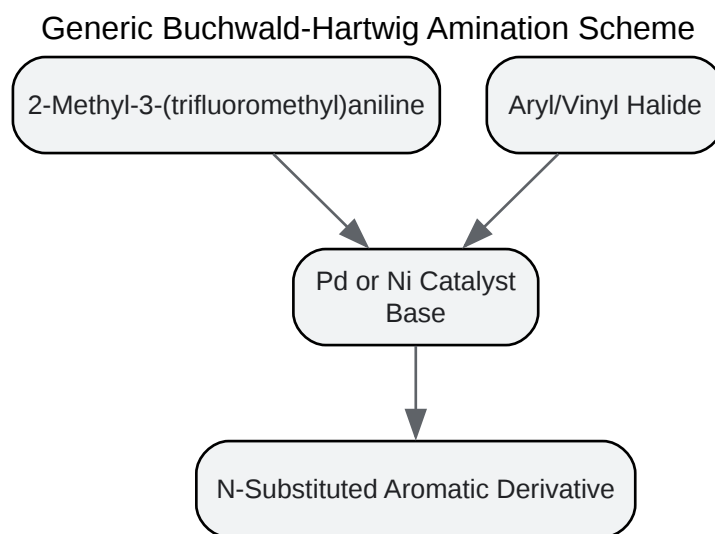 Generic Buchwald-Hartwig Amination Scheme
2-Methyl-3-(trifluoromethyl)aniline
Aryl/Vinyl Halide
Pd or Ni Catalyst
Base
N-Substituted Aromatic Derivative